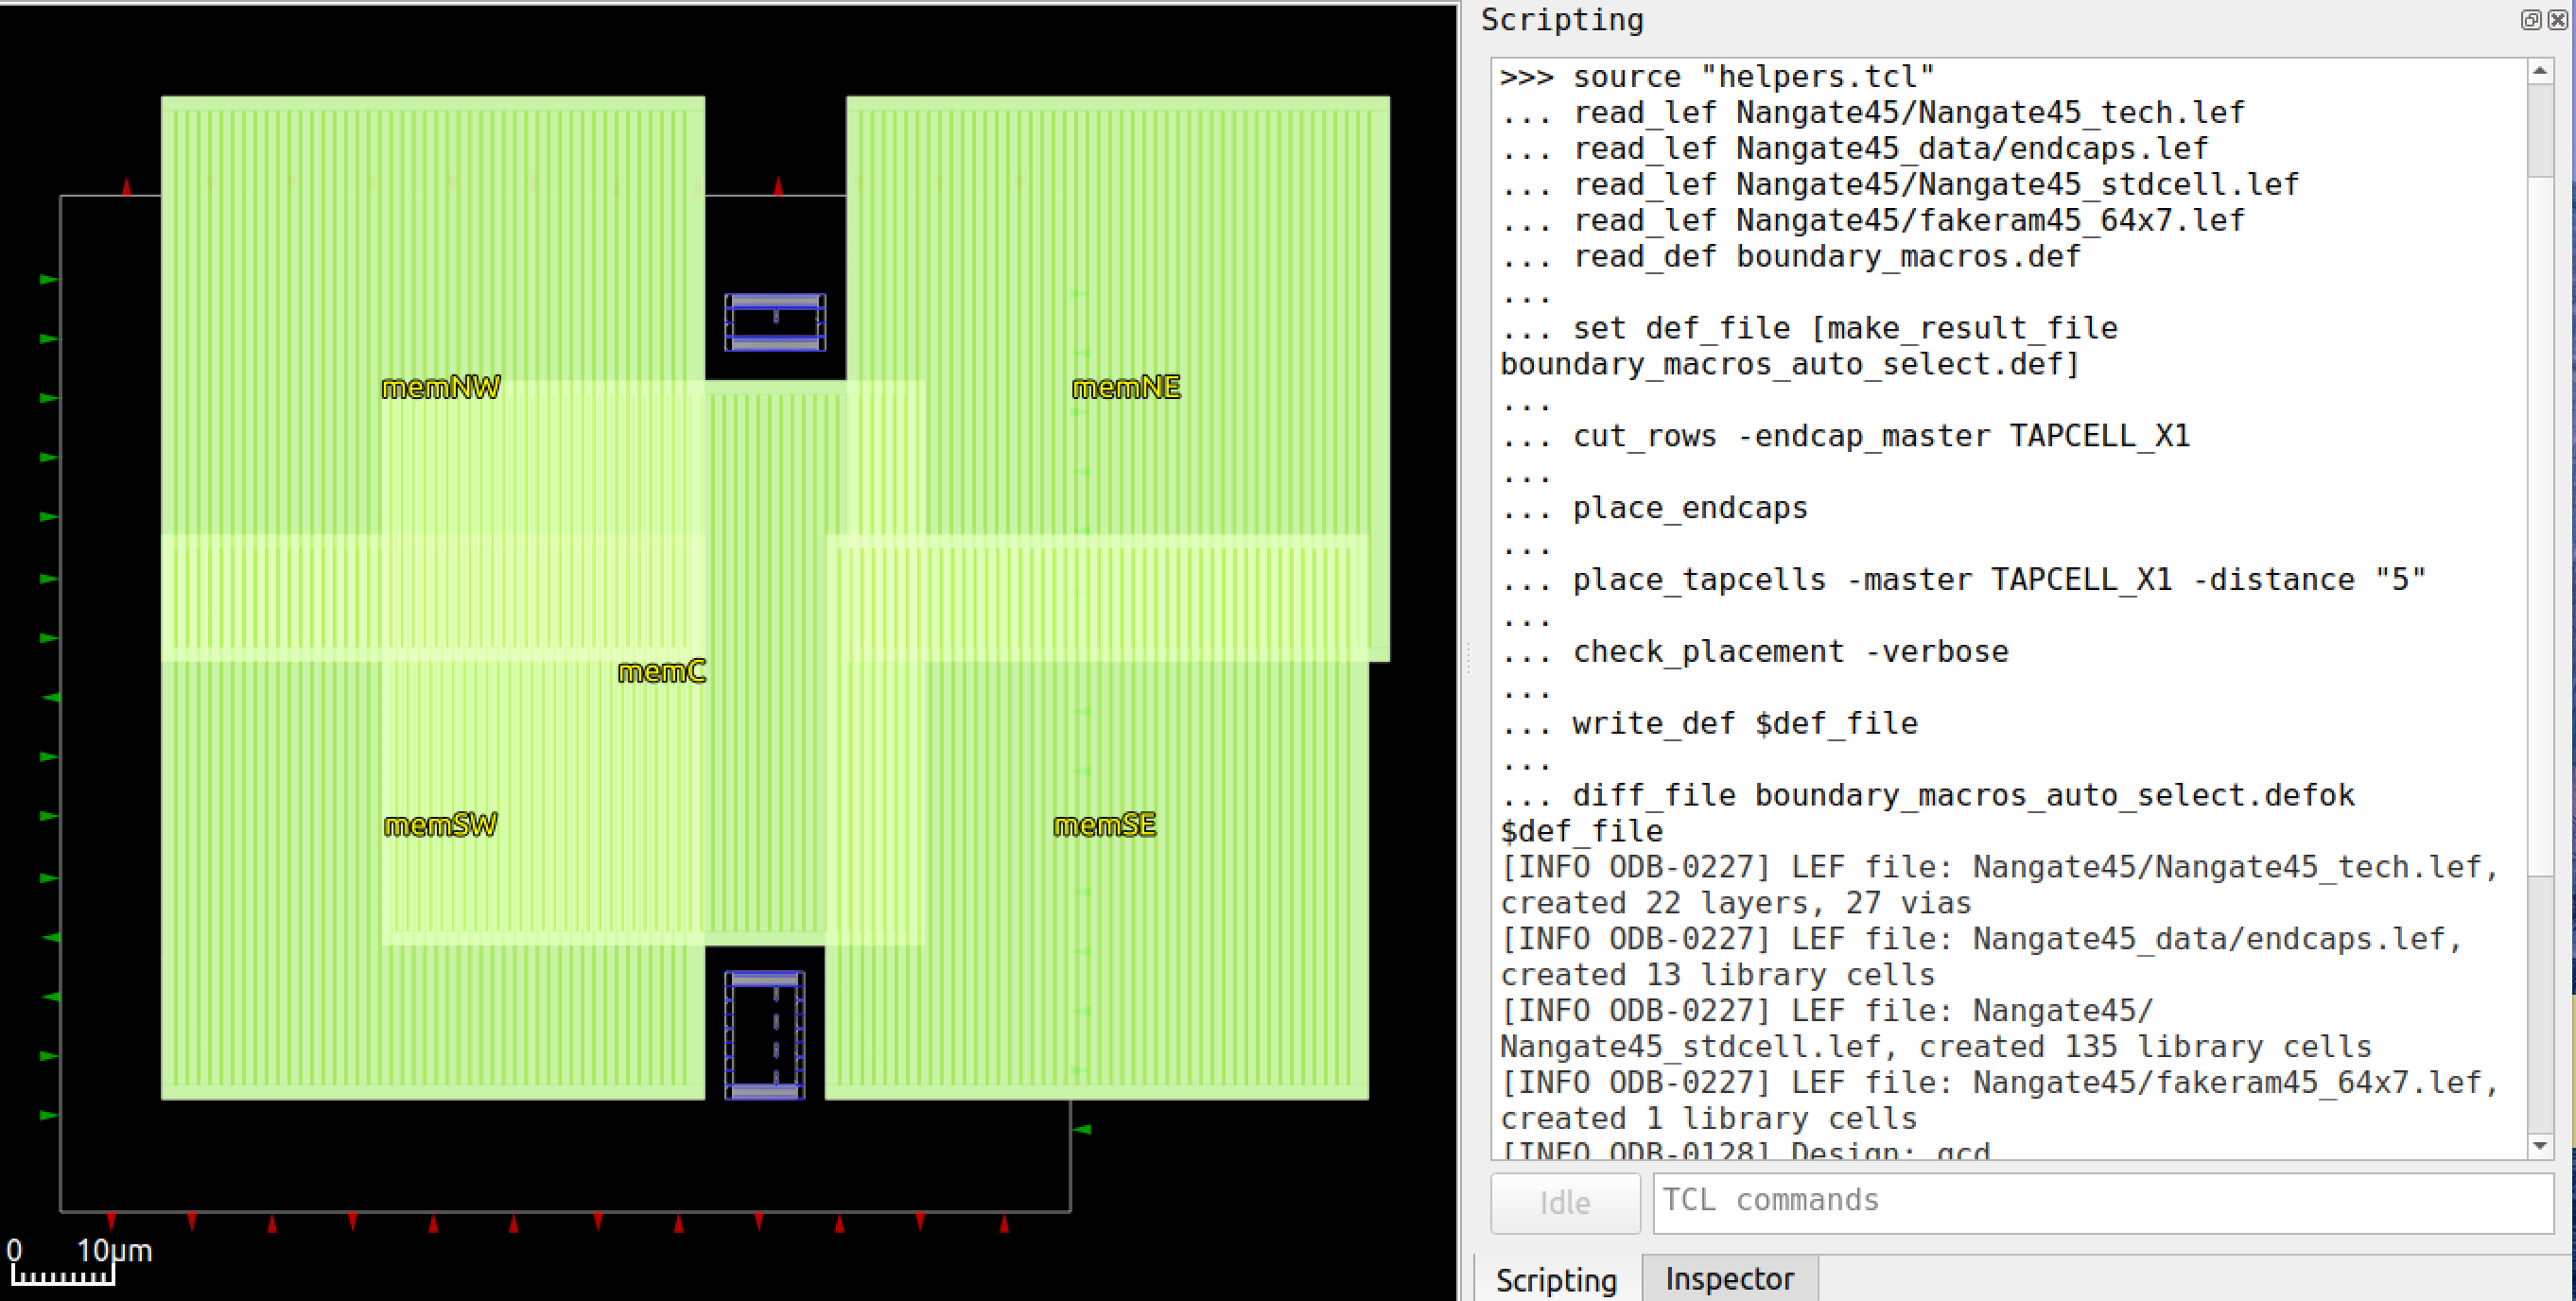 memNW
memNE
memC
memSW
memSE
0 10µm
Scripting
>>> source "helpers.tcl"
... read_lef Nangate45/Nangate45_tech.lef
... read_lef Nangate45_data/endcaps.lef
... read_lef Nangate45/Nangate45_stdcell.lef
... read_lef Nangate45/fakeram45_64x7.lef
... read_def boundary_macros.def
...
... set def_file [make_result_file
boundary_macros_auto_select.def]
...
... cut_rows -endcap_master TAPCELL_X1
...
... place_endcaps
...
... place_tapcells -master TAPCELL_X1 -distance "5"
...
... check_placement -verbose
...
... write_def $def_file
...
... diff_file boundary_macros_auto_select.defok
$def_file
[INFO ODB-0227] LEF file: Nangate45/Nangate45_tech.lef,
created 22 layers, 27 vias
[INFO ODB-0227] LEF file: Nangate45_data/endcaps.lef,
created 13 library cells
[INFO ODB-0227] LEF file: Nangate45/
Nangate45_stdcell.lef, created 135 library cells
[INFO ODB-0227] LEF file: Nangate45/fakeram45_64x7.lef,
created 1 library cells
[INFO ODB-0128] Design: gcd
Idle
TCL commands
Scripting
Inspector